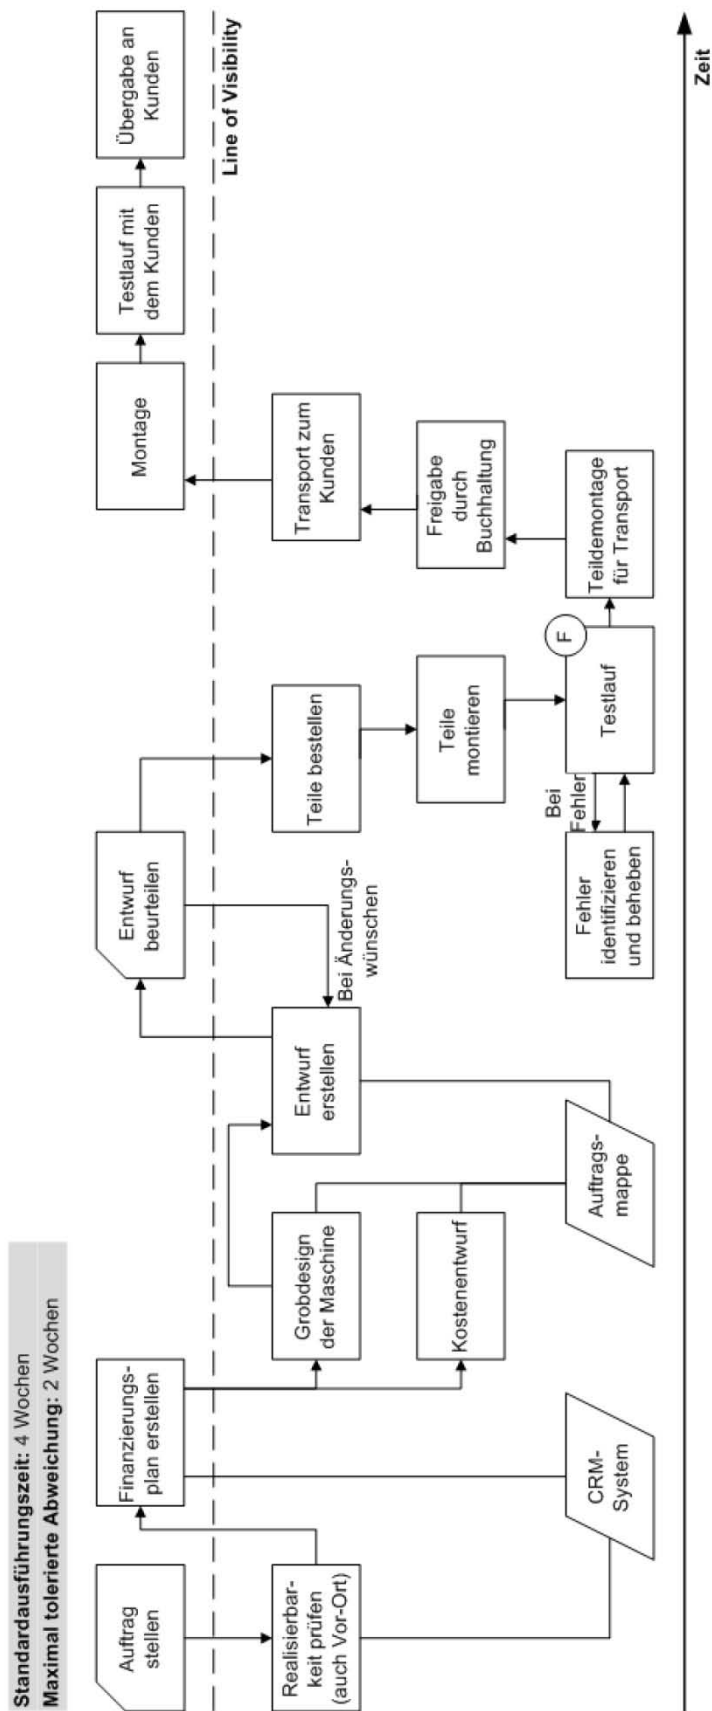 Standardausführungszeit: 4 Wochen
Maximal tolerierte Abweichung: 2 Wochen
Auftrag
stellen
Finanzierungs-
plan erstellen
Entwurf
beurteilen
Montage
Testlauf mit
dem Kunden
Übergabe an
Kunden
Line of Visibility
Realisierbar-
keit prüfen
(auch Vor-Ort)
Grobdesign
der Maschine
Entwurf
erstellen
Bei Änderungs-
wünschen
Teile bestellen
Transport zum
Kunden
Kostenentwurf
Teile
montieren
Freigabe
durch
Buchhaltung
CRM-
System
Auftrags-
mappe
Fehler
identifizieren
und beheben
Bei
Fehler
Testlauf
F
Teildemontage
für Transport
Zeit